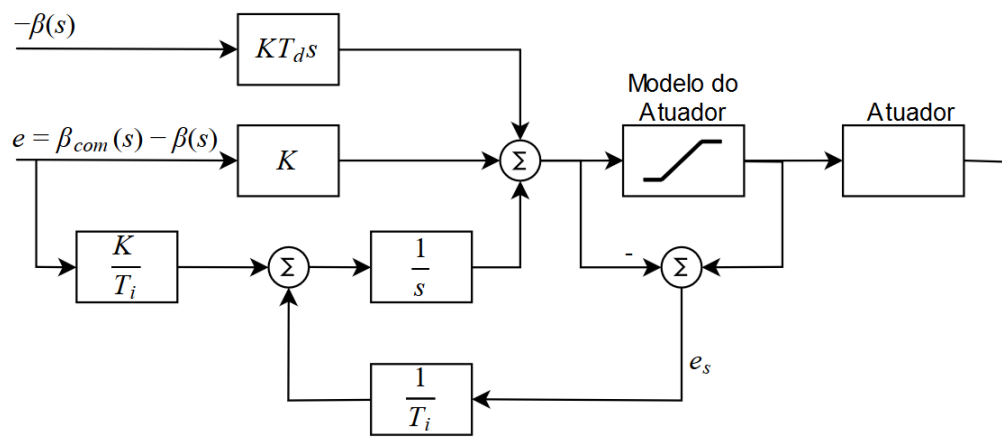 −β(s)
KT_d s
Modelo do
Atuador
Atuador
e = β_com (s) − β(s)
K
Σ
K
T_i
Σ
1
s
-
Σ
e_s
1
T_i